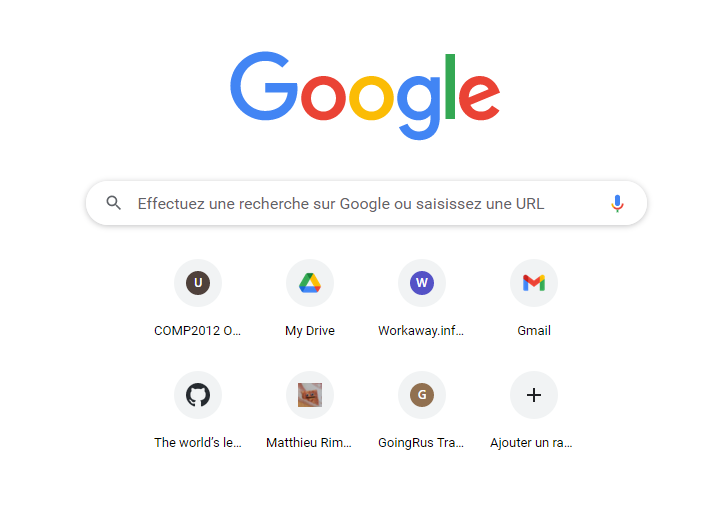 Google
Effectuez une recherche sur Google ou saisissez une URL
U
W
COMP2012 O...
My Drive
Workaway.inf...
Gmail
G
The world's le...
Matthieu Rim...
GoingRus Tra...
Ajouter un ra...